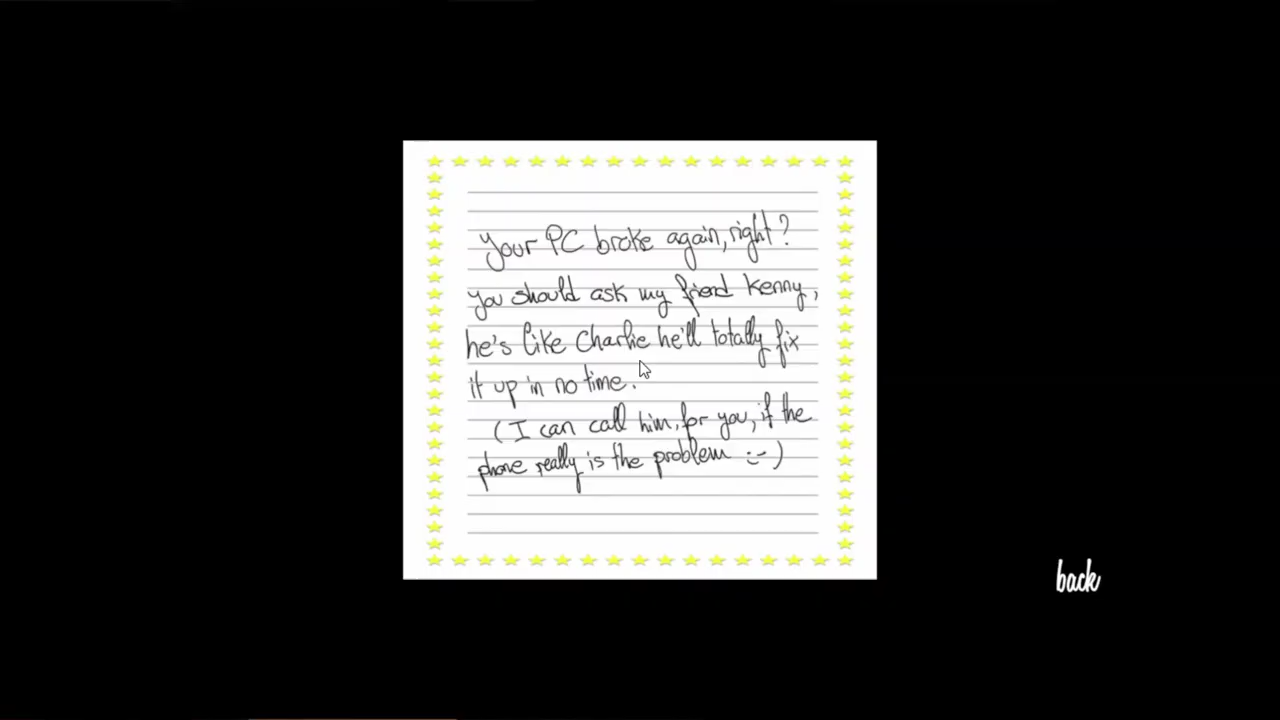 Your PC broke again, right?
you should ask my friend Kenny,
he's like Charlie he'll totally fix
it up in no time.
(I can call him, for you, if the
phone really is the problem :-)
back